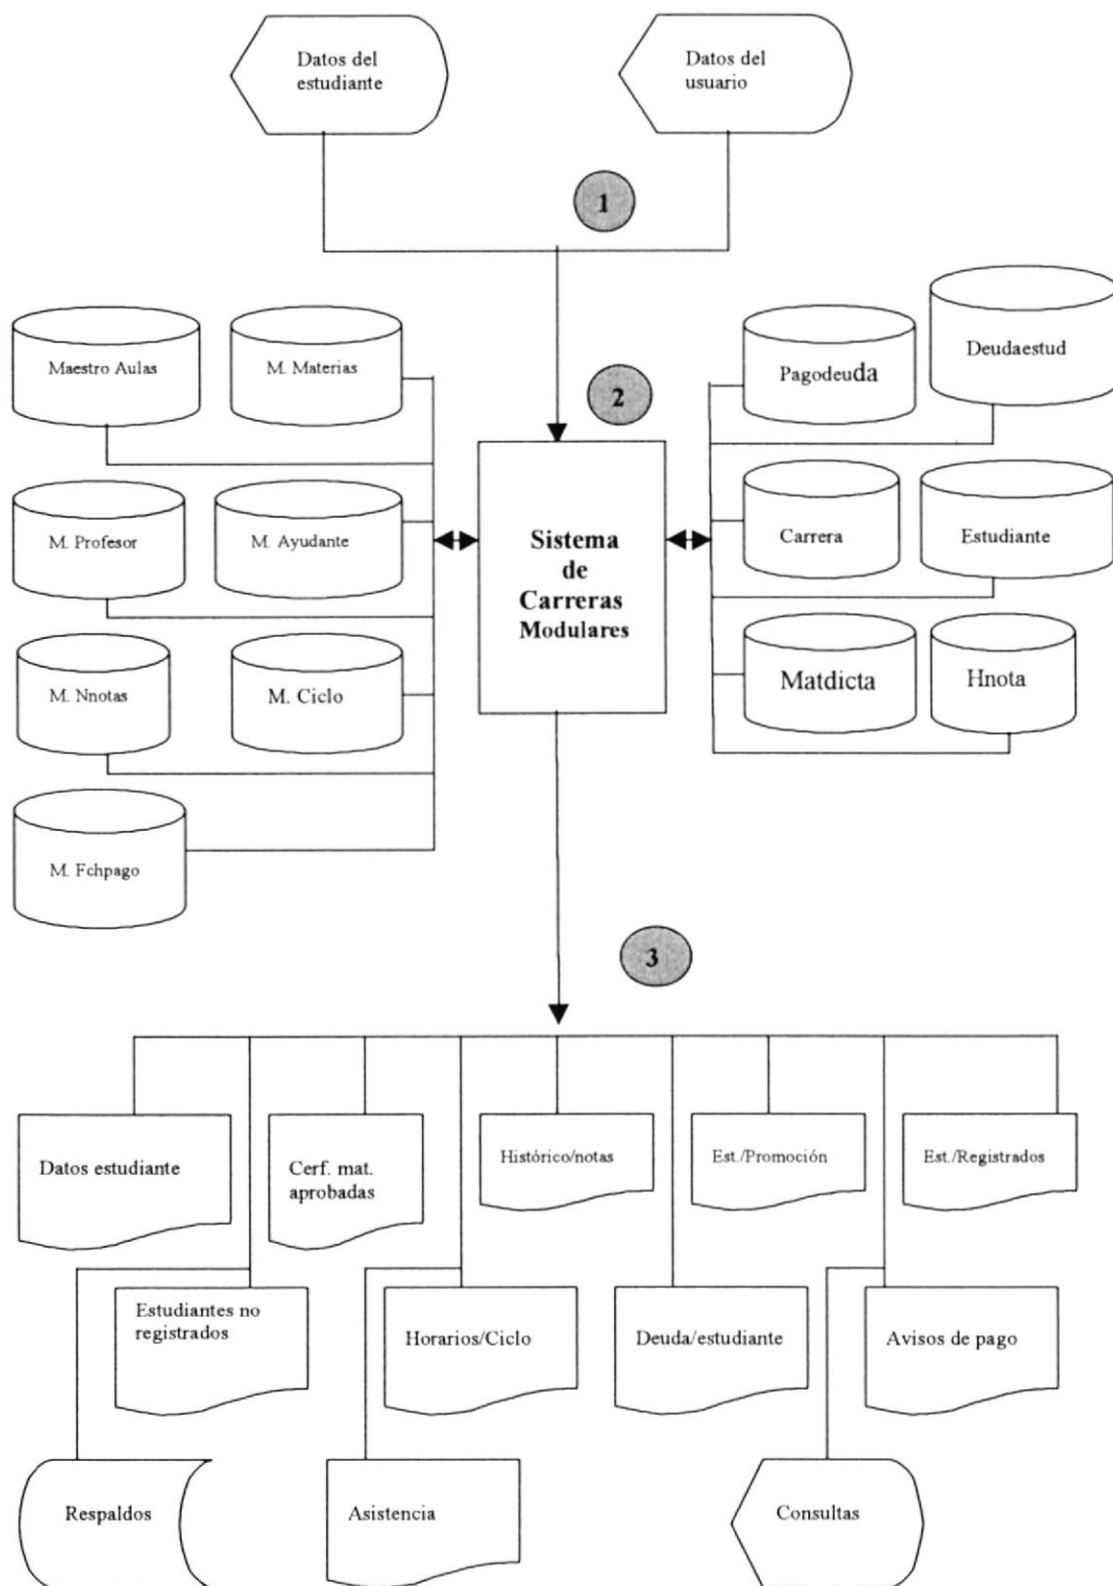 Datos del
estudiante
Datos del
usuario
1
Maestro Aulas
M. Materias
Pagodeuda
Deudaestud
2
M. Profesor
M. Ayudante
Sistema
de
Carreras
Modulares
Carrera
Estudiante
M. Nnotas
M. Ciclo
Matdicta
Hnota
M. Fchpago
3
Datos estudiante
Cerf. mat.
aprobadas
Histórico/notas
Est./Promoción
Est./Registrados
Estudiantes no
registrados
Horarios/Ciclo
Deuda/estudiante
Avisos de pago
Respaldos
Asistencia
Consultas